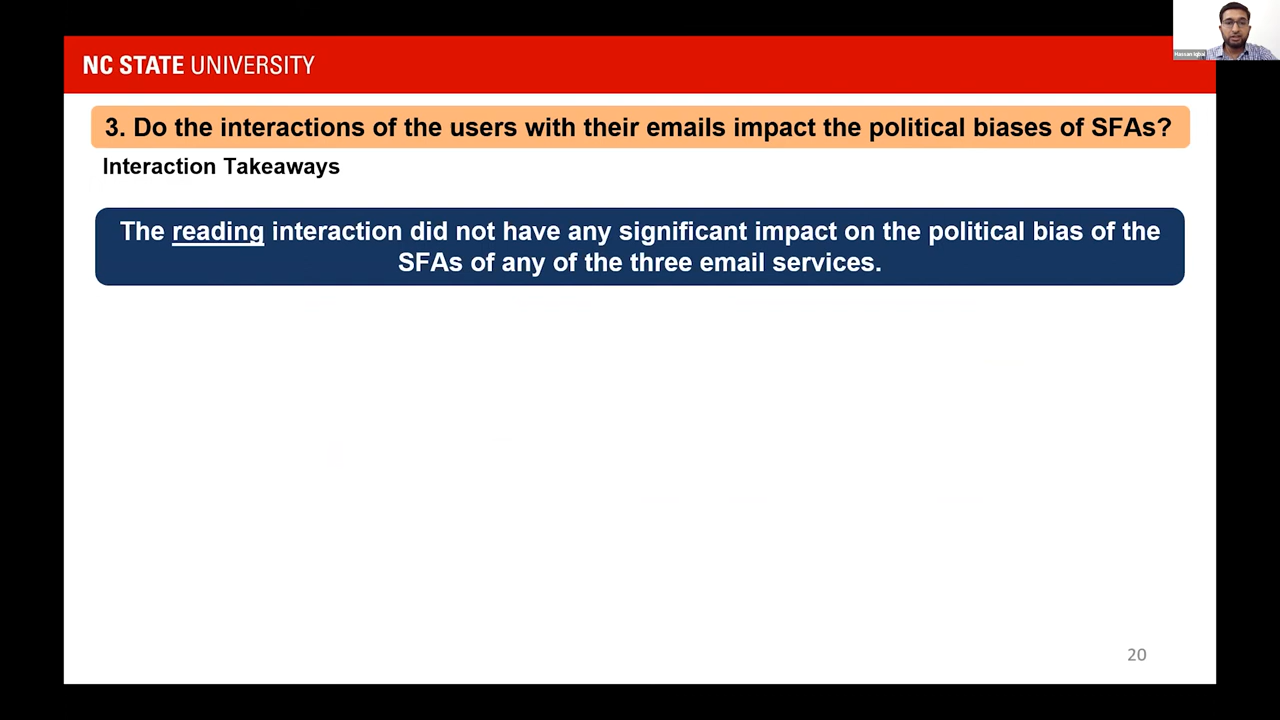 Hassan Iqbal
NC STATE UNIVERSITY
3. Do the interactions of the users with their emails impact the political biases of SFAs?
Interaction Takeaways
The reading interaction did not have any significant impact on the political bias of the
SFAs of any of the three email services.
20